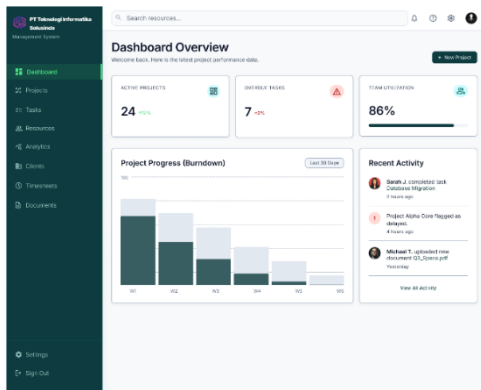 PT Teknologi Informatika
Solusindo
Management System
Dashboard
Projects
Tasks
Resources
Analytics
Clients
Timesheets
Documents
Settings
Sign Out
Search resources...
Dashboard Overview
Welcome back. Here is the latest project performance data.
+ New Project
ACTIVE PROJECTS
24
OVERDUE TASKS
7
TEAM UTILIZATION
86%
Project Progress (Burndown)
Last 30 Days
100
W1 W2 W3 W4 W5 W6
Recent Activity
Sarah J. completed task
Database Migration
2 hours ago
Project Alpha Core flagged as
delayed.
4 hours ago
Michael T. uploaded new
document Q3_Specs.pdf
Yesterday
View All Activity